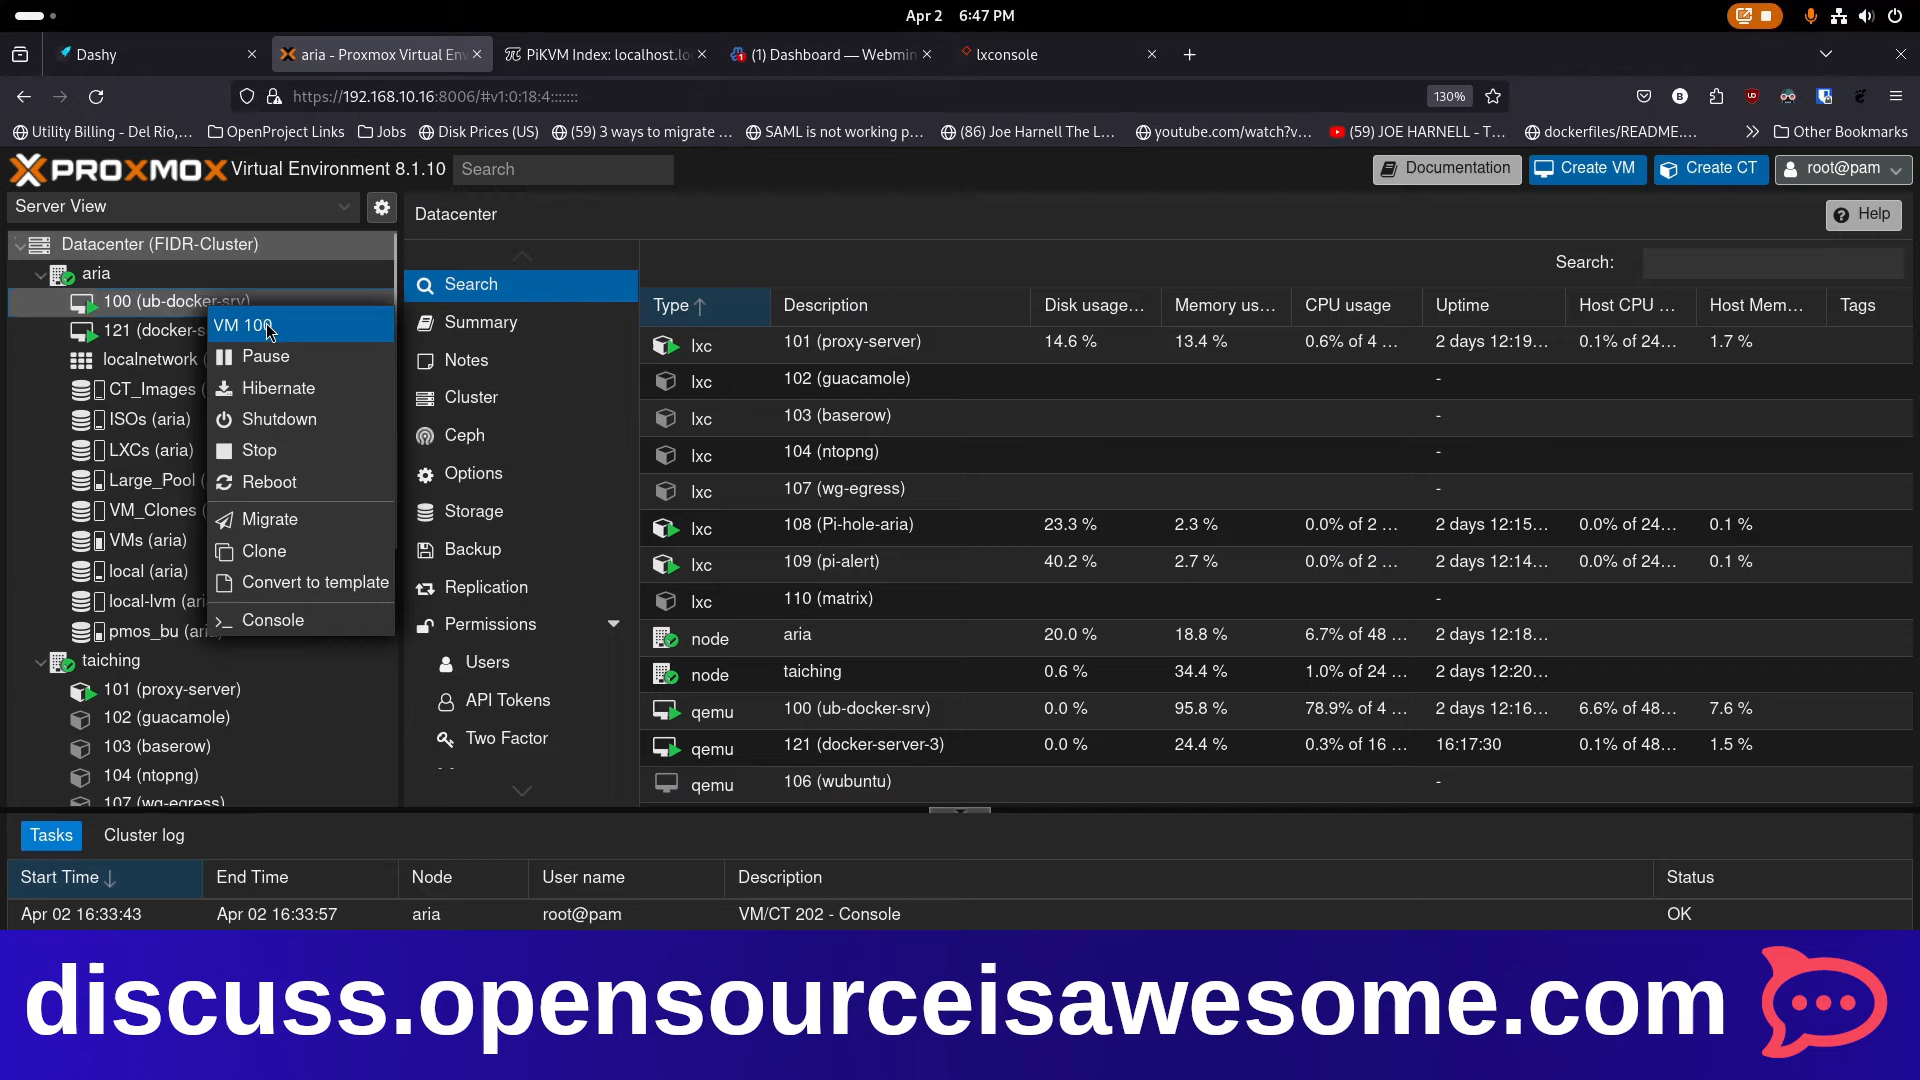 Apr 2 6:47 PM
Dashy
aria - Proxmox Virtual En
PiKVM Index: localhost.lo
(1) Dashboard — Webmin
lxconsole
https://192.168.10.16:8006/#v1:0:18:4:::::::
130%
Utility Billing - Del Rio,...
OpenProject Links
Jobs
Disk Prices (US)
(59) 3 ways to migrate ...
SAML is not working p...
(86) Joe Harnell The L...
youtube.com/watch?v...
(59) JOE HARNELL - T...
dockerfiles/README....
Other Bookmarks
PROXMOX Virtual Environment 8.1.10
Search
Documentation
Create VM
Create CT
root@pam
Server View
Datacenter
Help
Datacenter (FIDR-Cluster)
aria
100 (ub-docker-srv)
121 (docker-s
localnetwork
CT_Images (
ISOs (aria)
LXCs (aria)
Large_Pool (
VM_Clones (
VMs (aria)
local (aria)
local-lvm (ari
pmos_bu (aria
taiching
101 (proxy-server)
102 (guacamole)
103 (baserow)
104 (ntopng)
107 (wg-egress)
VM 100
Pause
Hibernate
Shutdown
Stop
Reboot
Migrate
Clone
Convert to template
Console
Search
Summary
Notes
Cluster
Ceph
Options
Storage
Backup
Replication
Permissions
Users
API Tokens
Two Factor
Search:
Type Description Disk usage... Memory us... CPU usage Uptime Host CPU ... Host Mem... Tags
lxc 101 (proxy-server) 14.6 % 13.4 % 0.6% of 4 ... 2 days 12:19... 0.1% of 24... 1.7 %
lxc 102 (guacamole) -
lxc 103 (baserow) -
lxc 104 (ntopng) -
lxc 107 (wg-egress) -
lxc 108 (Pi-hole-aria) 23.3 % 2.3 % 0.0% of 2 ... 2 days 12:15... 0.0% of 24... 0.1 %
lxc 109 (pi-alert) 40.2 % 2.7 % 0.0% of 2 ... 2 days 12:14... 0.0% of 24... 0.1 %
lxc 110 (matrix) -
node aria 20.0 % 18.8 % 6.7% of 48 ... 2 days 12:18...
node taiching 0.6 % 34.4 % 1.0% of 24 ... 2 days 12:20...
qemu 100 (ub-docker-srv) 0.0 % 95.8 % 78.9% of 4 ... 2 days 12:16... 6.6% of 48... 7.6 %
qemu 121 (docker-server-3) 0.0 % 24.4 % 0.3% of 16 ... 16:17:30 0.1% of 48... 1.5 %
qemu 106 (wubuntu) -
Tasks
Cluster log
Start Time End Time Node User name Description Status
Apr 02 16:33:43 Apr 02 16:33:57 aria root@pam VM/CT 202 - Console OK
discuss.opensourceisawesome.com